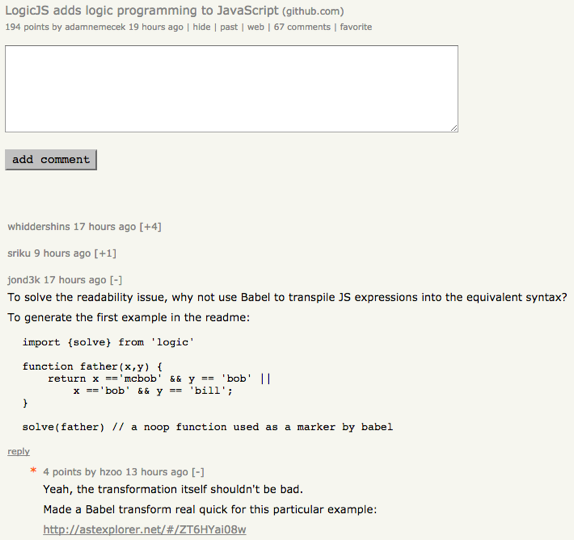 LogicJS adds logic programming to JavaScript (github.com)
194 points by adamnemecek 19 hours ago | hide | past | web | 67 comments | favorite
add comment
whiddershins 17 hours ago [+4]
sriku 9 hours ago [+1]
jond3k 17 hours ago [-]
To solve the readability issue, why not use Babel to transpile JS expressions into the equivalent syntax?
To generate the first example in the readme:
import {solve} from 'logic'
function father(x,y) {
return x =='mcbob' && y == 'bob' ||
x =='bob' && y == 'bill';
}
solve(father) // a noop function used as a marker by babel
reply
* 4 points by hzoo 13 hours ago [-]
Yeah, the transformation itself shouldn't be bad.
Made a Babel transform real quick for this particular example:
http://astexplorer.net/#/ZT6HYai08w